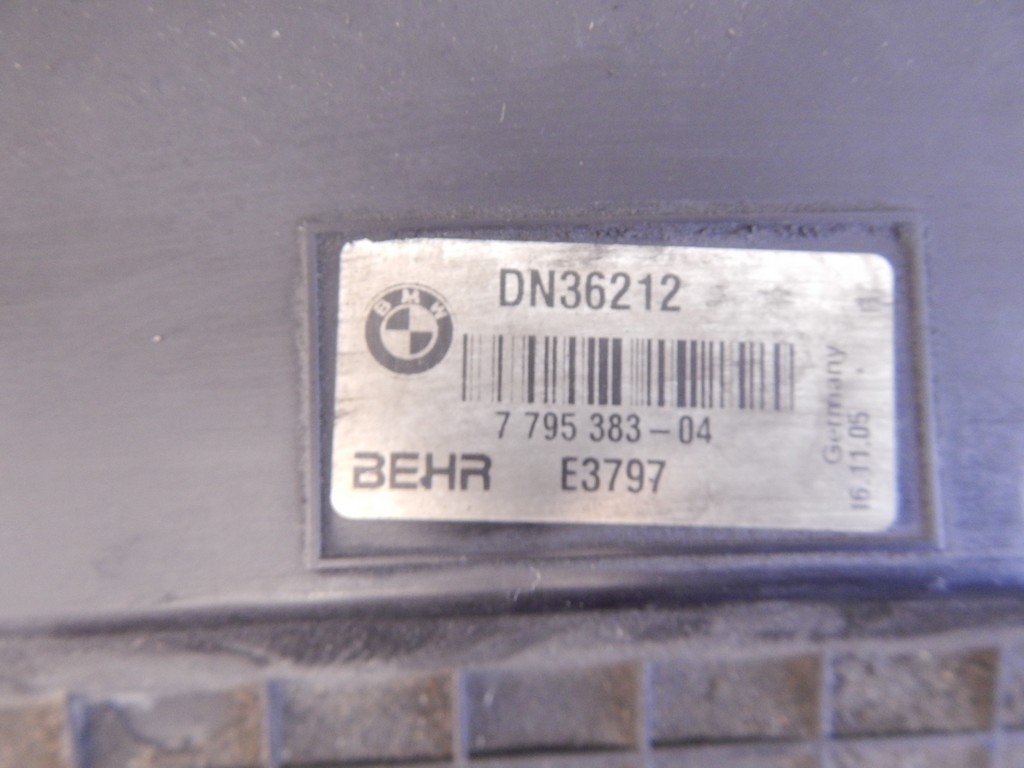 DN36212
BMW
7 795 383-04
BEHR E3797
Germany
16.11.05